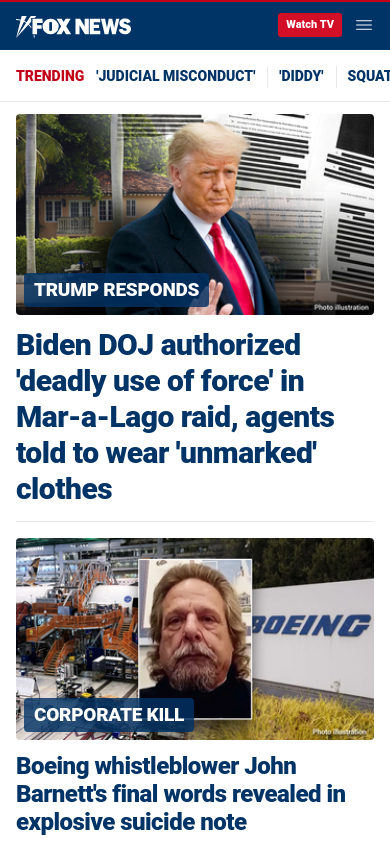 FOX NEWS
Watch TV
TRENDING 'JUDICIAL MISCONDUCT' 'DIDDY' SQUAT
TRUMP RESPONDS
Photo illustration
Biden DOJ authorized
'deadly use of force' in
Mar-a-Lago raid, agents
told to wear 'unmarked'
clothes
BOEING
CORPORATE KILL
Photo illustration
Boeing whistleblower John
Barnett's final words revealed in
explosive suicide note